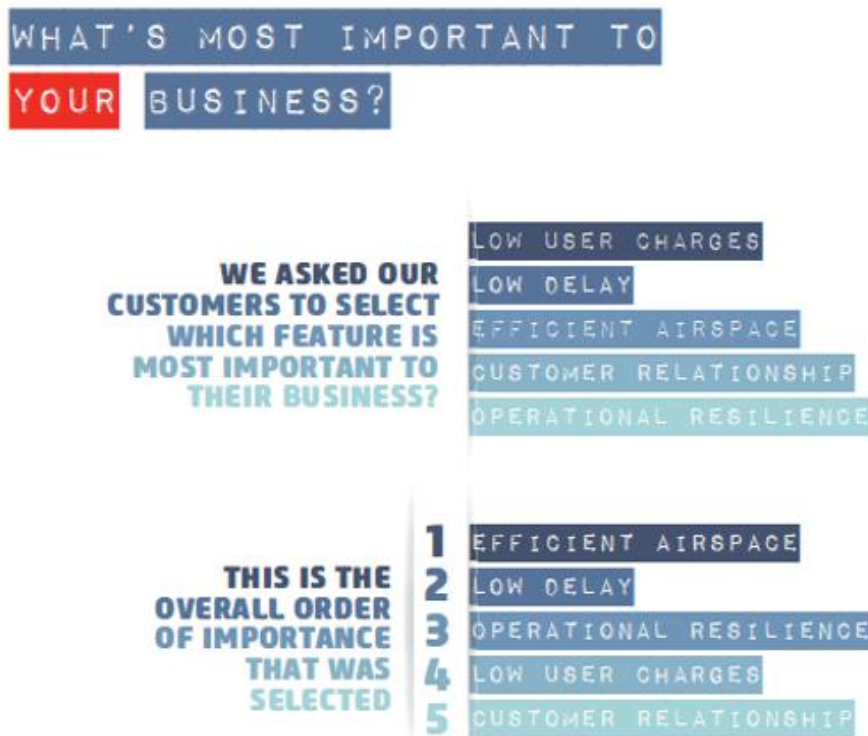 WHAT'S MOST IMPORTANT TO
YOUR BUSINESS?
WE ASKED OUR
CUSTOMERS TO SELECT
WHICH FEATURE IS
MOST IMPORTANT TO
THEIR BUSINESS?
LOW USER CHARGES
LOW DELAY
EFFICIENT AIRSPACE
CUSTOMER RELATIONSHIP
OPERATIONAL RESILIENCE
THIS IS THE
OVERALL ORDER
OF IMPORTANCE
THAT WAS
SELECTED
1 EFFICIENT AIRSPACE
2 LOW DELAY
3 OPERATIONAL RESILIENCE
4 LOW USER CHARGES
5 CUSTOMER RELATIONSHIP